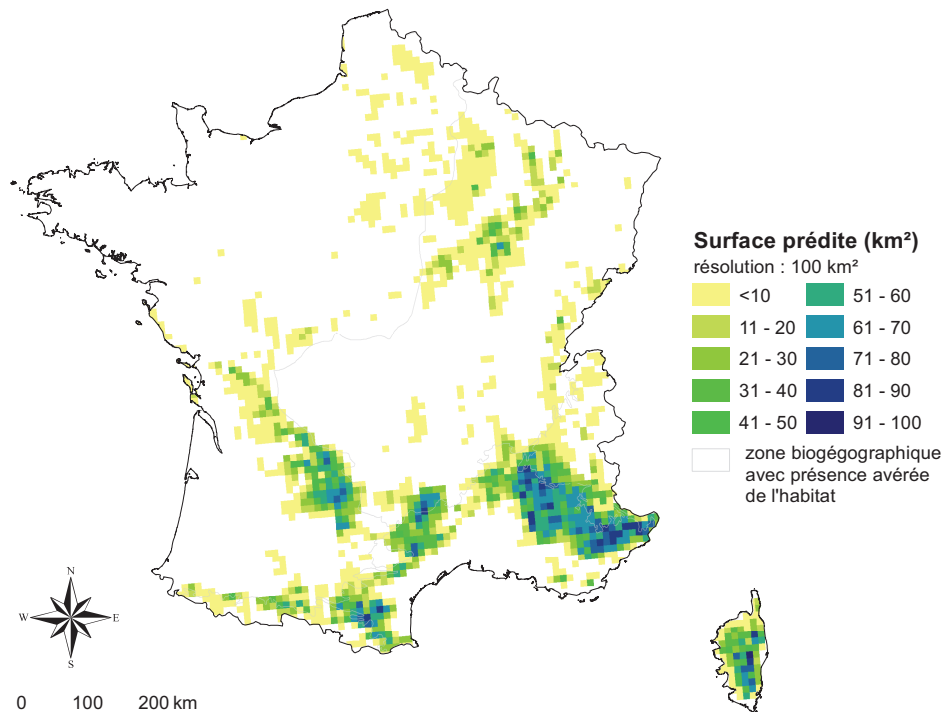 Surface prédite (km²)
résolution : 100 km²
<10
11 - 20
21 - 30
31 - 40
41 - 50
51 - 60
61 - 70
71 - 80
81 - 90
91 - 100
zone biogégographique
avec présence avérée
de l'habitat
N
W
E
S
0 100 200 km